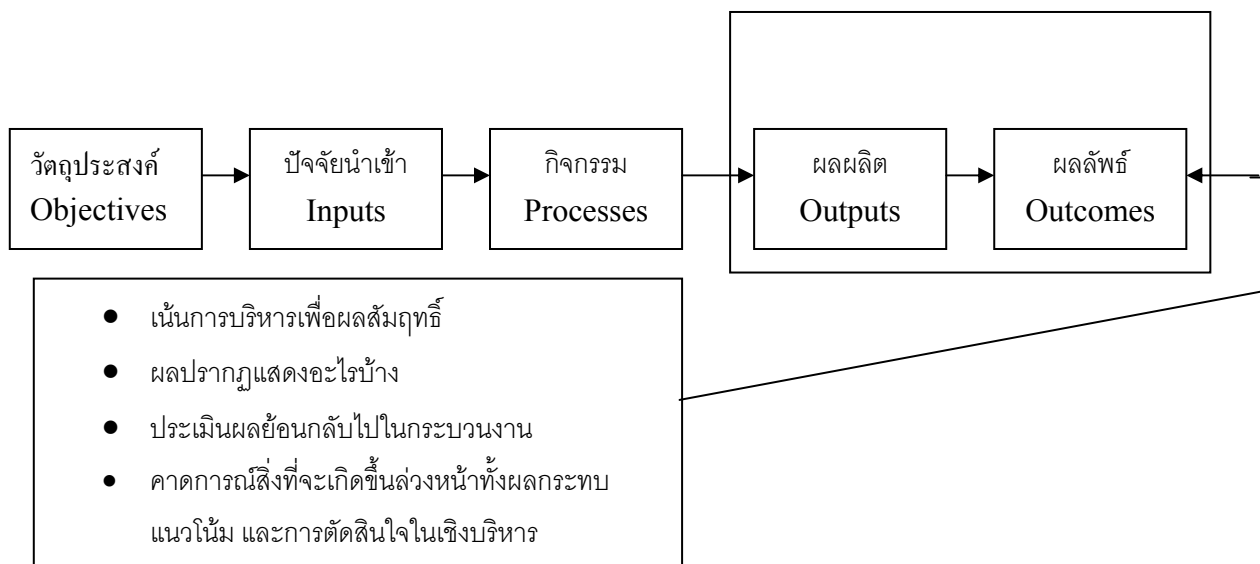 วัตถุประสงค์
Objectives
ปัจจัยนำเข้า
Inputs
กิจกรรม
Processes
ผลผลิต
Outputs
ผลลัพธ์
Outcomes
● เน้นการบริหารเพื่อผลสัมฤทธิ์
● ผลปรากฏแสดงอะไรบ้าง
● ประเมินผลย้อนกลับไปในกระบวนงาน
● คาดการณ์สิ่งที่จะเกิดขึ้นล่วงหน้าทั้งผลกระทบ
แนวโน้ม และการตัดสินใจในเชิงบริหาร